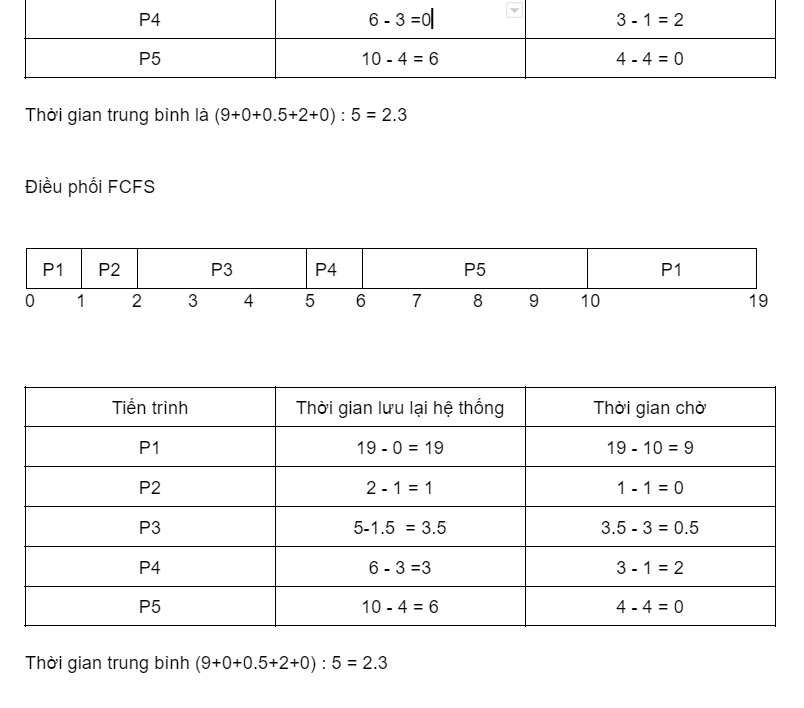 P4 6 - 3 =0 3 - 1 = 2
P5 10 - 4 = 6 4 - 4 = 0
Thời gian trung bình là (9+0+0.5+2+0) : 5 = 2.3
Điều phối FCFS
P1 P2 P3 P4 P5 P1
0 1 2 3 4 5 6 7 8 9 10 19
Tiến trình Thời gian lưu lại hệ thống Thời gian chờ
P1 19 - 0 = 19 19 - 10 = 9
P2 2 - 1 = 1 1 - 1 = 0
P3 5-1.5 = 3.5 3.5 - 3 = 0.5
P4 6 - 3 =3 3 - 1 = 2
P5 10 - 4 = 6 4 - 4 = 0
Thời gian trung bình (9+0+0.5+2+0) : 5 = 2.3